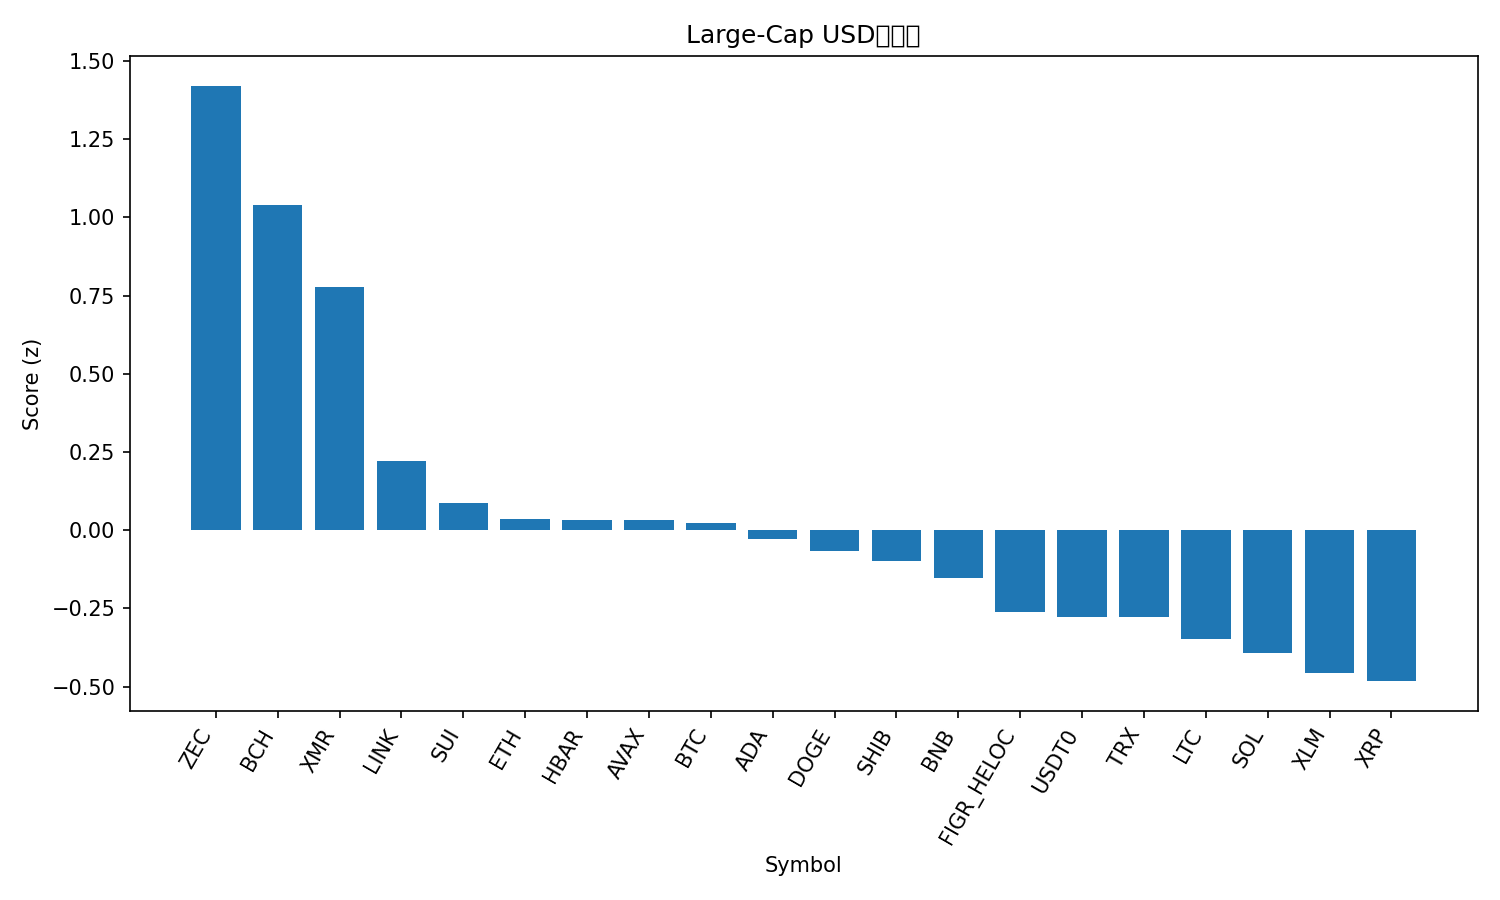 Large-Cap USD
1.50
1.25
1.00
0.75
0.50
0.25
0.00
−0.25
−0.50
Score (z)
ZEC
BCH
XMR
LINK
SUI
ETH
HBAR
AVAX
BTC
ADA
DOGE
SHIB
BNB
FIGR_HELOC
USDT0
TRX
LTC
SOL
XLM
XRP
Symbol